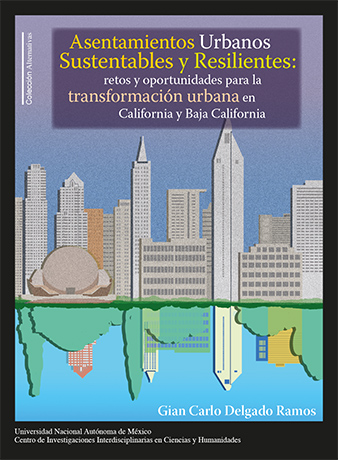 Colección Alternativas
Asentamientos Urbanos
Sustentables y Resilientes:
retos y oportunidades para la
transformación urbana en
California y Baja California
Gian Carlo Delgado Ramos
Universidad Nacional Autónoma de México
Centro de Investigaciones Interdisciplinarias en Ciencias y Humanidades